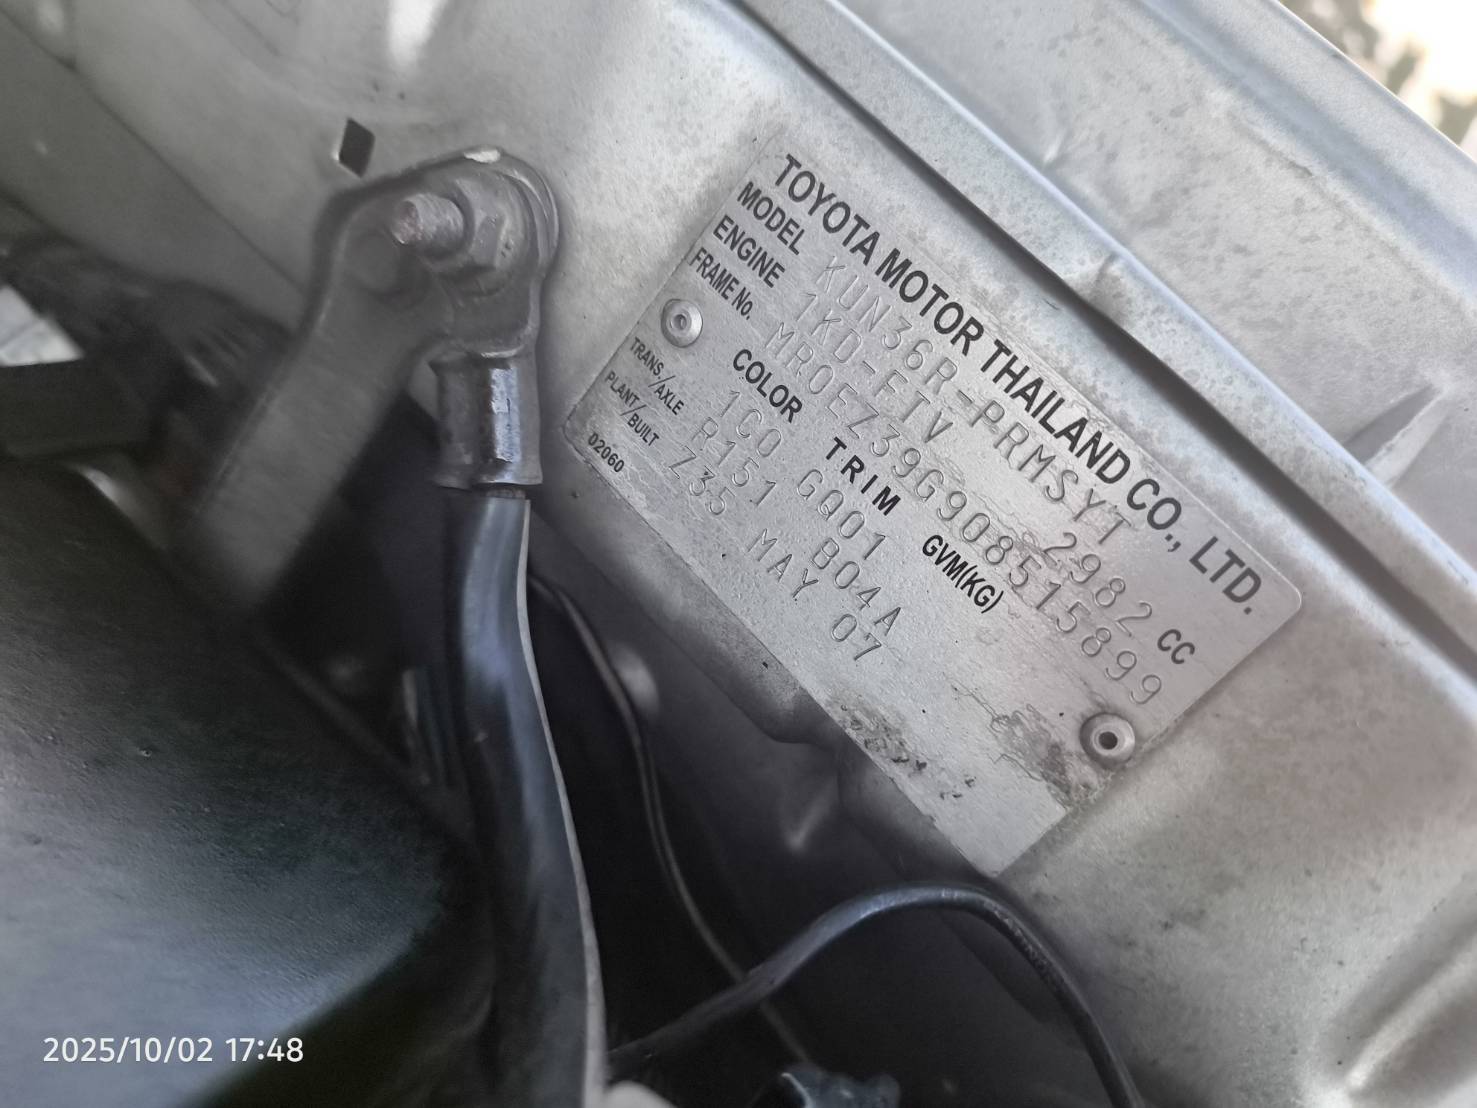 TOYOTA MOTOR THAILAND CO., LTD.
MODEL KUN36R-PRMSYT
ENGINE 1KD-FTV 2982 CC
FRAME No. MR0EZ39G908515899
COLOR TRIM GVM(KG)
1C0 GQ01
TRANS/AXLE R151 B04A
PLANT/BUILT Z35 MAY 07
02060
2025/10/02 17:48